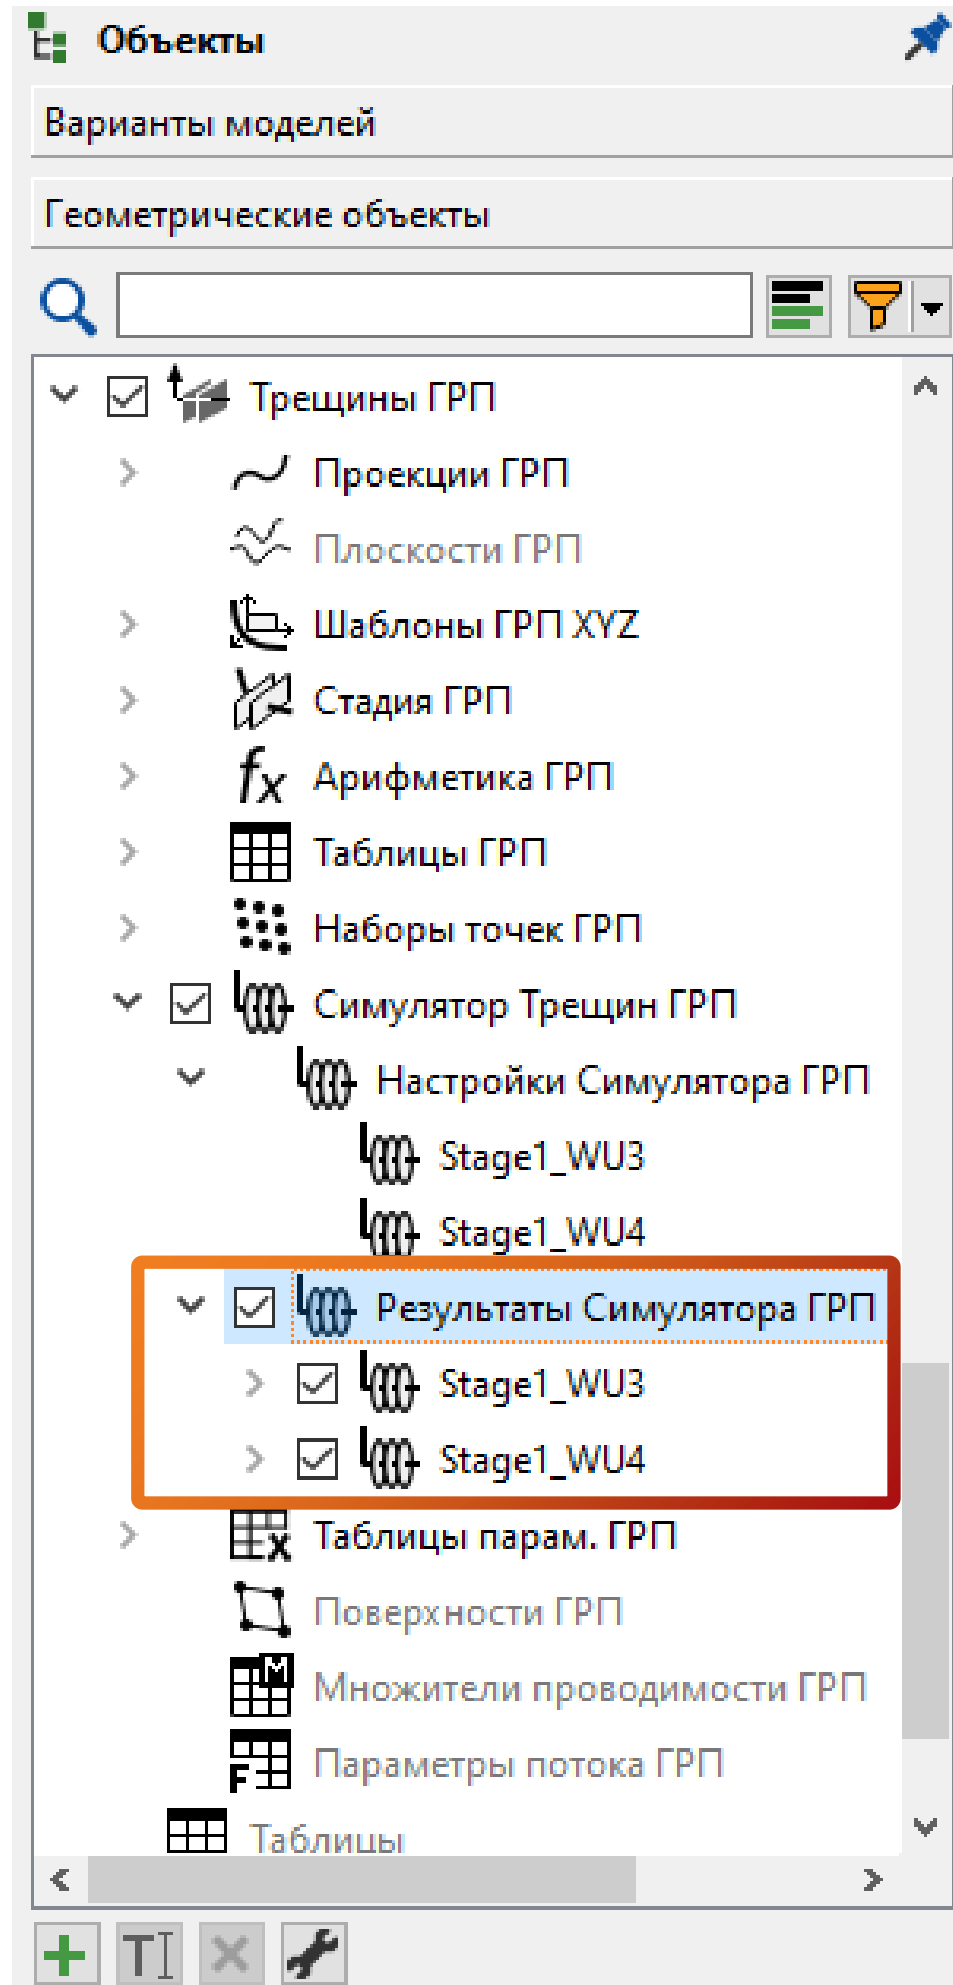 Объекты
Варианты моделей
Геометрические объекты
Трещины ГРП
Проекции ГРП
Плоскости ГРП
Шаблоны ГРП XYZ
Стадия ГРП
fx Арифметика ГРП
Таблицы ГРП
Наборы точек ГРП
Симулятор Трещин ГРП
Настройки Симулятора ГРП
Stage1_WU3
Stage1_WU4
Результаты Симулятора ГРП
Stage1_WU3
Stage1_WU4
X Таблицы парам. ГРП
Поверхности ГРП
M Множители проводимости ГРП
F Параметры потока ГРП
Таблицы
T